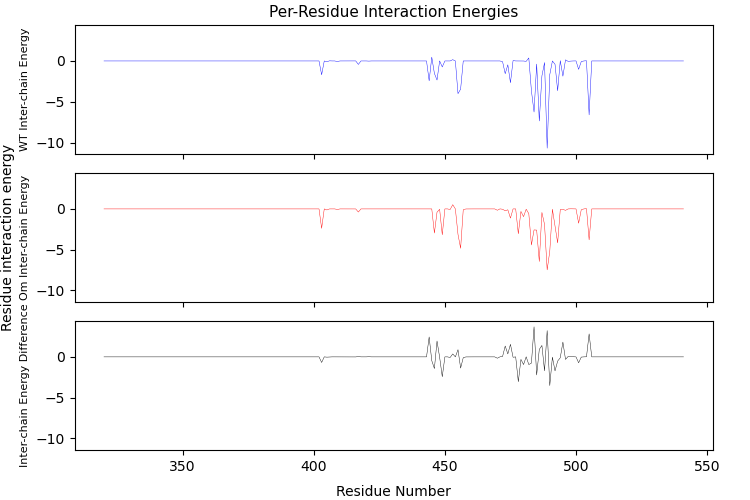 Per-Residue Interaction Energies
Residue interaction energy
WT Inter-chain Energy
0
−5
−10
Om Inter-chain Energy
0
−5
−10
Inter-chain Energy Difference
0
−5
−10
350
400
450
500
550
Residue Number